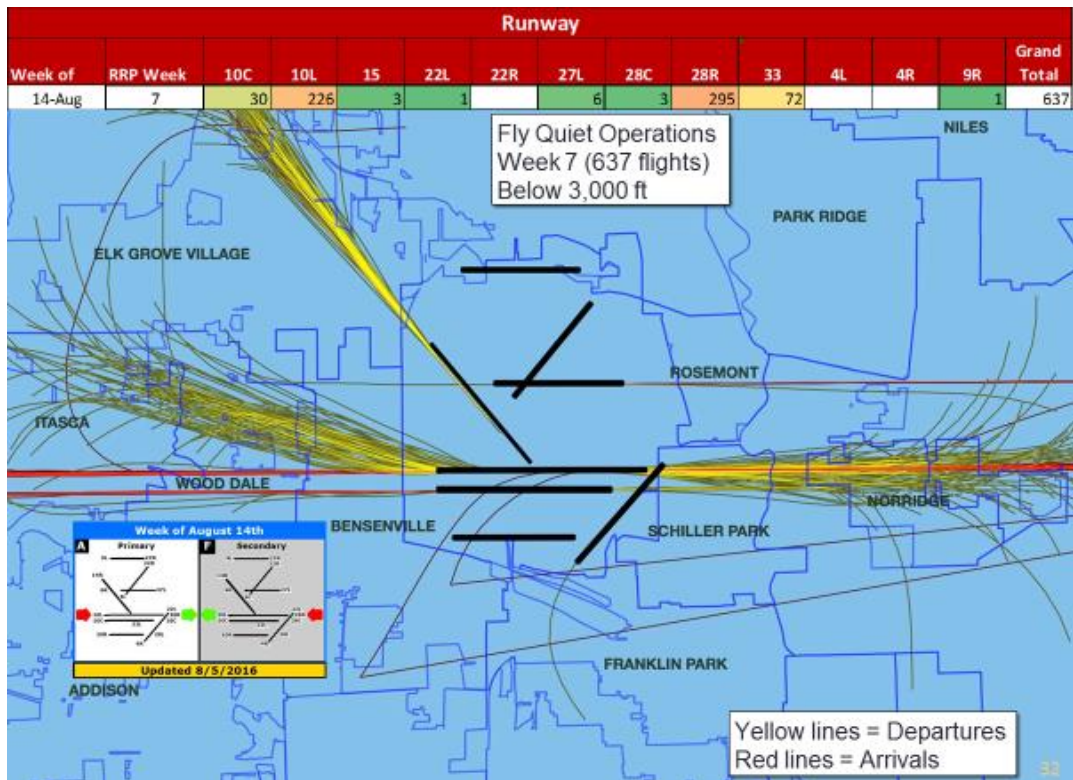 Runway
Week of RRP Week 10C 10L 15 22L 22R 27L 28C 28R 33 4L 4R 9R Grand Total
14-Aug 7 30 226 3 1 6 3 295 72 1 637
Fly Quiet Operations
Week 7 (637 flights)
Below 3,000 ft
NILES
PARK RIDGE
ELK GROVE VILLAGE
ROSEMONT
ITASCA
WOOD DALE
NORRIDGE
BENSENVILLE
SCHILLER PARK
Week of August 14th
A Primary
F Secondary
Updated 8/5/2016
FRANKLIN PARK
ADDISON
Yellow lines = Departures
Red lines = Arrivals
32